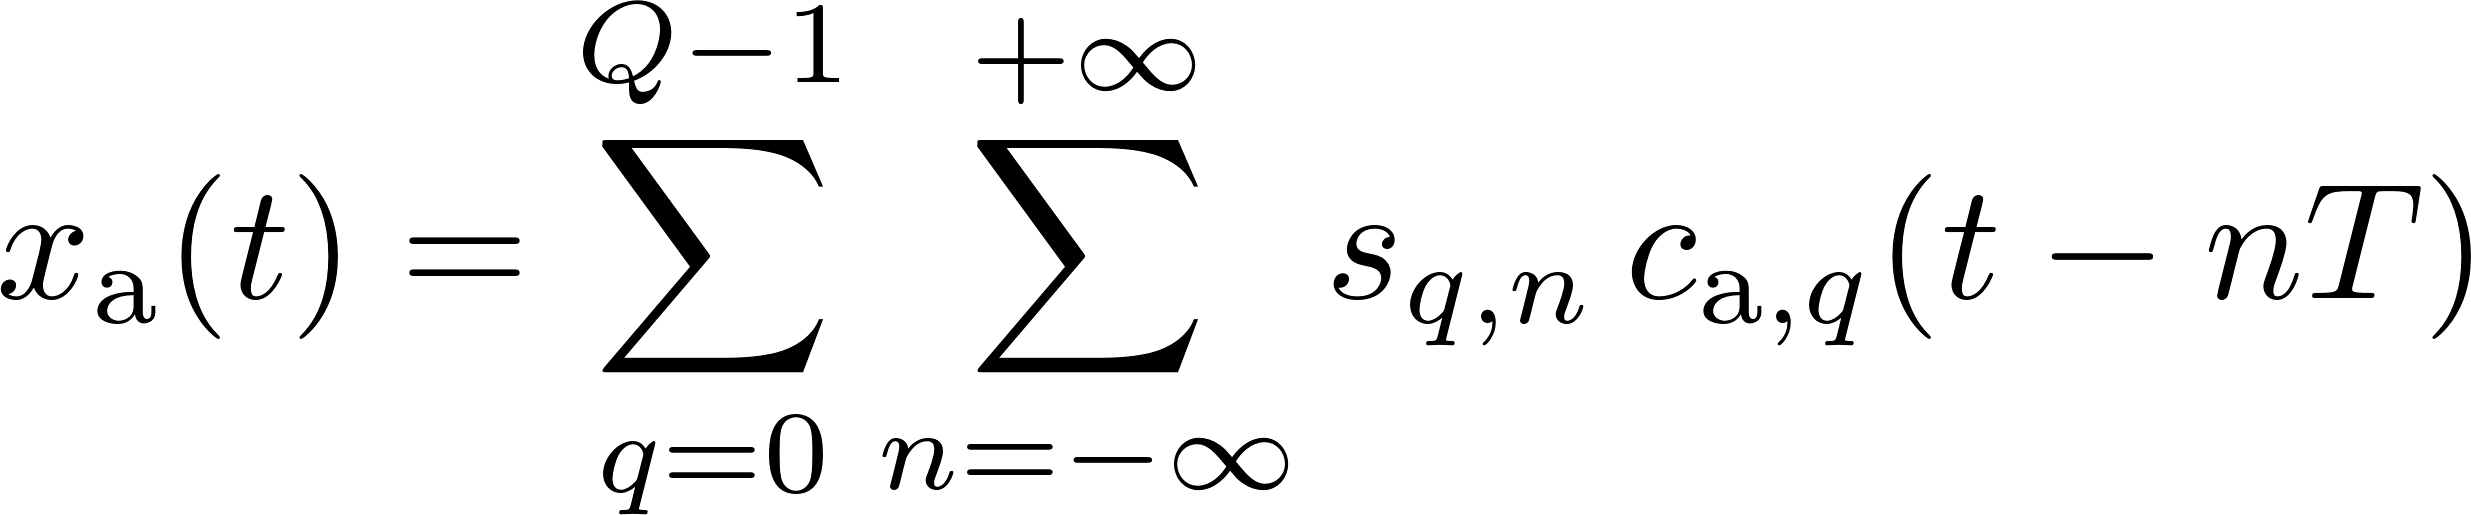 x_a(t) = \sum_{q=0}^{Q-1} \sum_{n=-\infty}^{+\infty} s_{q,n} c_{a,q}(t - nT)